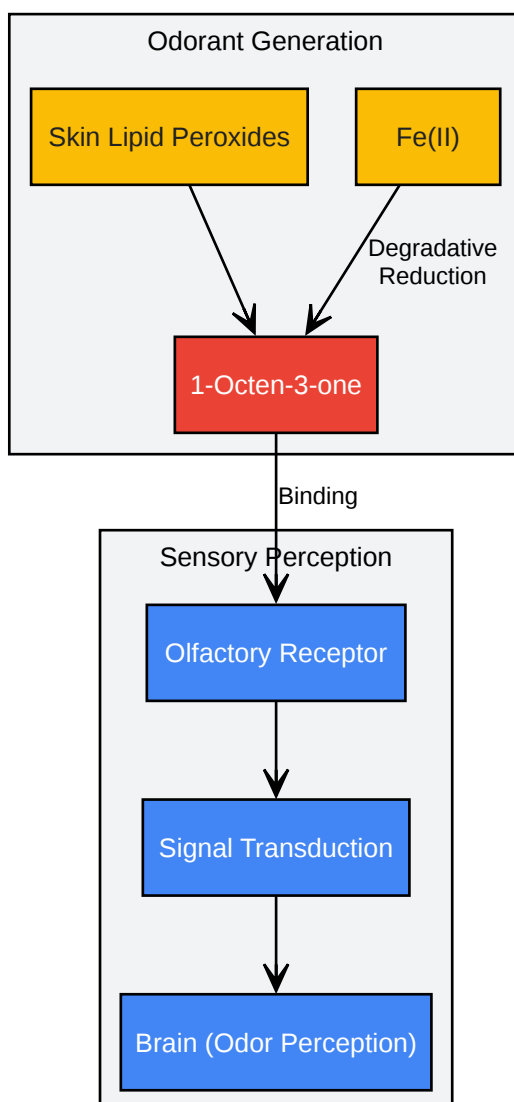 Odorant Generation
Skin Lipid Peroxides
Fe(II)
Degradative
Reduction
1-Octen-3-one
Binding
Sensory Perception
Olfactory Receptor
Signal Transduction
Brain (Odor Perception)